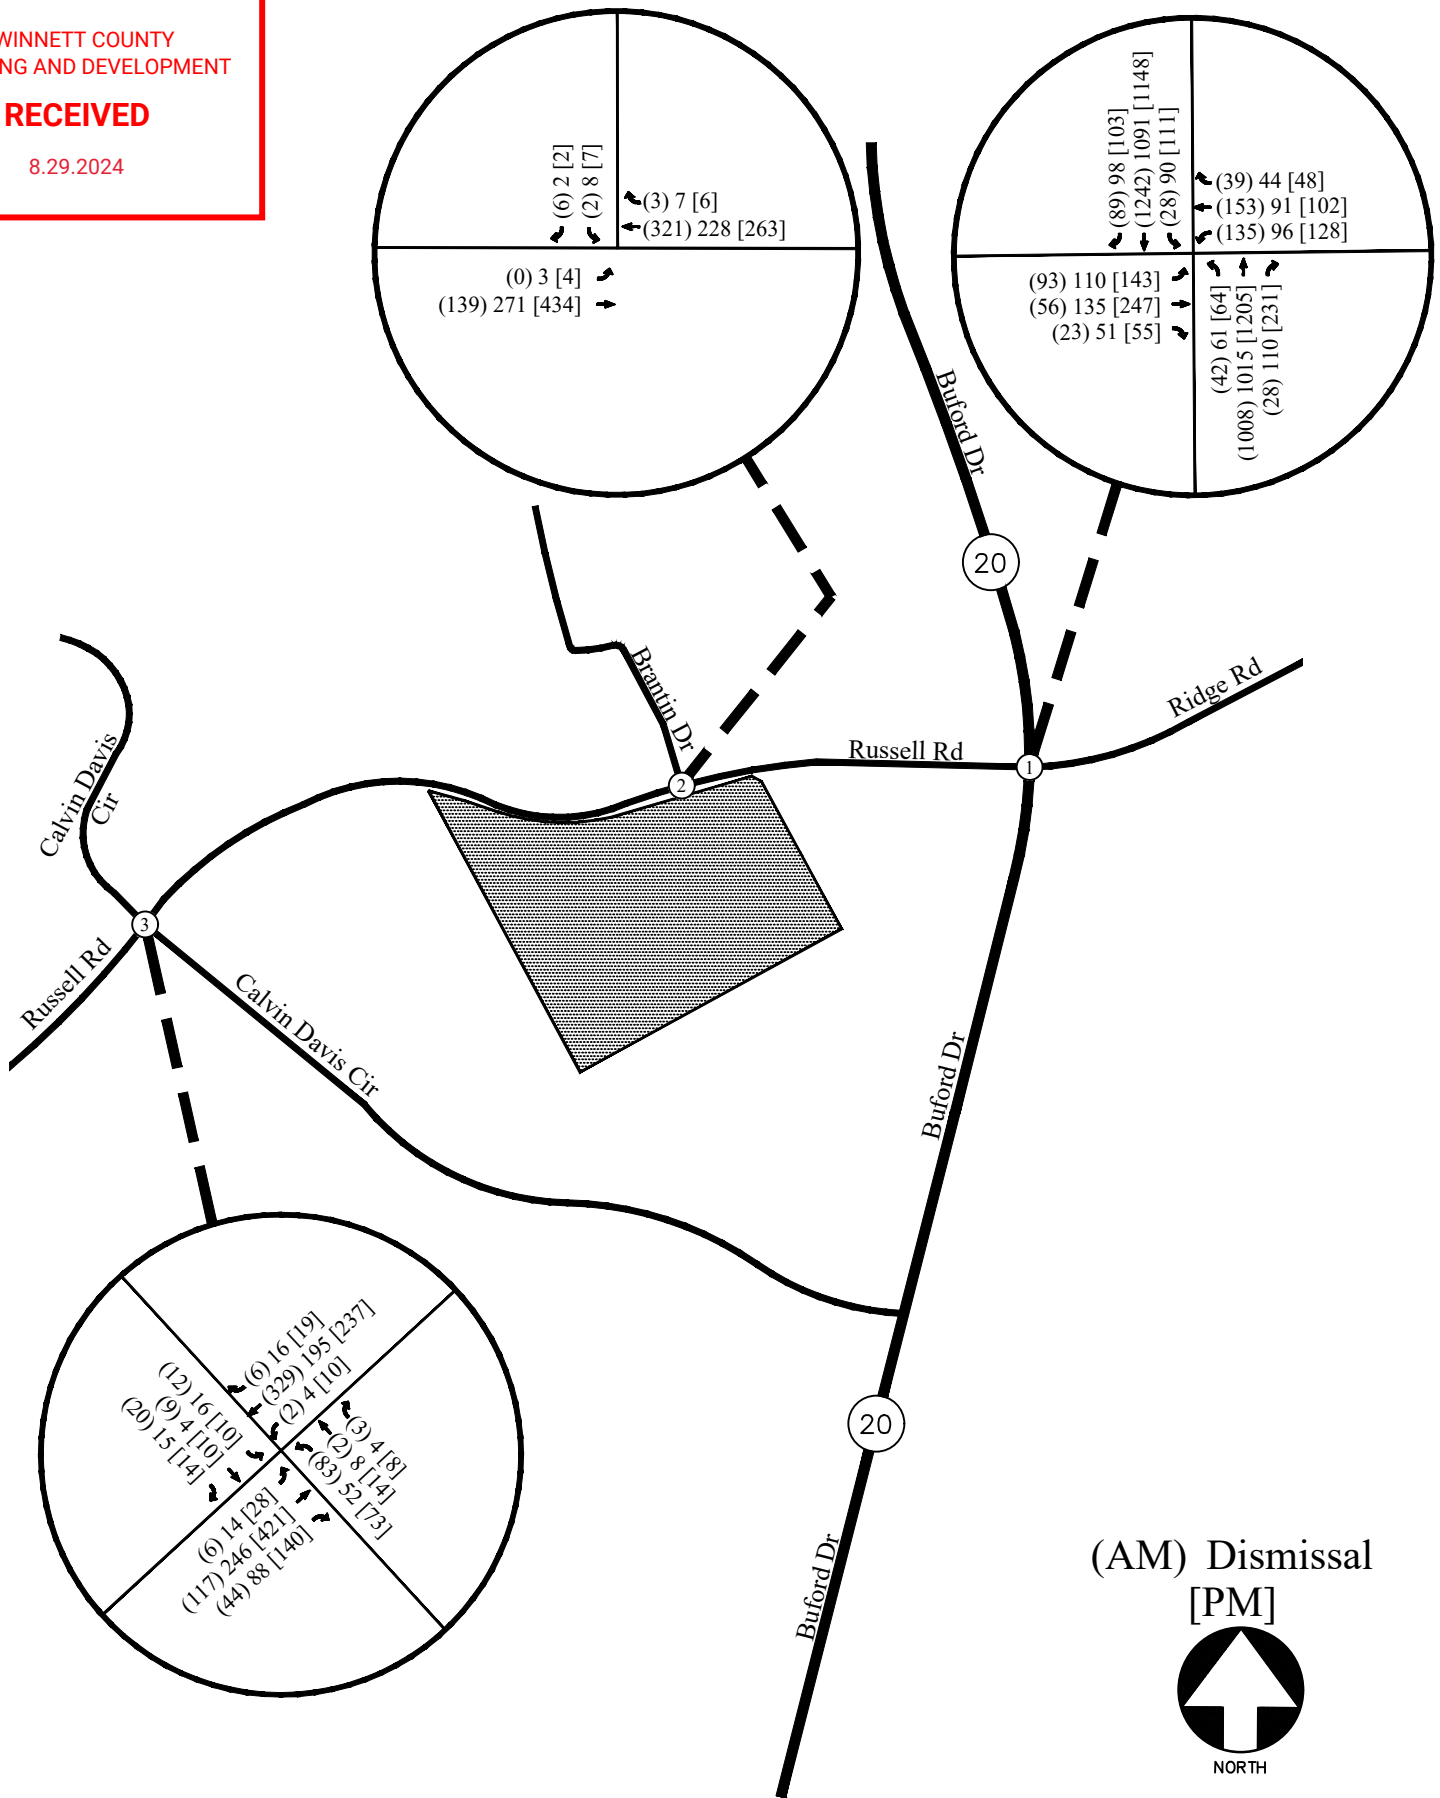 WINNETT COUNTY
NG AND DEVELOPMENT
RECEIVED
8.29.2024
(6) 2 [2]
(2) 8 [7]
(3) 7 [6]
(321) 228 [263]
(0) 3 [4]
(139) 271 [434]
(89) 98 [103]
(1242) 1091 [1148]
(28) 90 [111]
(39) 44 [48]
(153) 91 [102]
(135) 96 [128]
(93) 110 [143]
(56) 135 [247]
(23) 51 [55]
(42) 61 [64]
(1008) 1015 [1205]
(28) 110 [231]
Buford Dr
20
Brantin Dr
Ridge Rd
Russell Rd
1
2
Calvin Davis
Cir
3
Russell Rd
Calvin Davis Cir
Buford Dr
20
Buford Dr
(6) 16 [19]
(329) 195 [237]
(2) 4 [10]
(12) 16 [10]
(9) 4 [10]
(20) 15 [14]
(3) 4 [8]
(2) 8 [14]
(83) 52 [73]
(6) 14 [28]
(117) 246 [421]
(44) 88 [140]
(AM) Dismissal
[PM]
NORTH